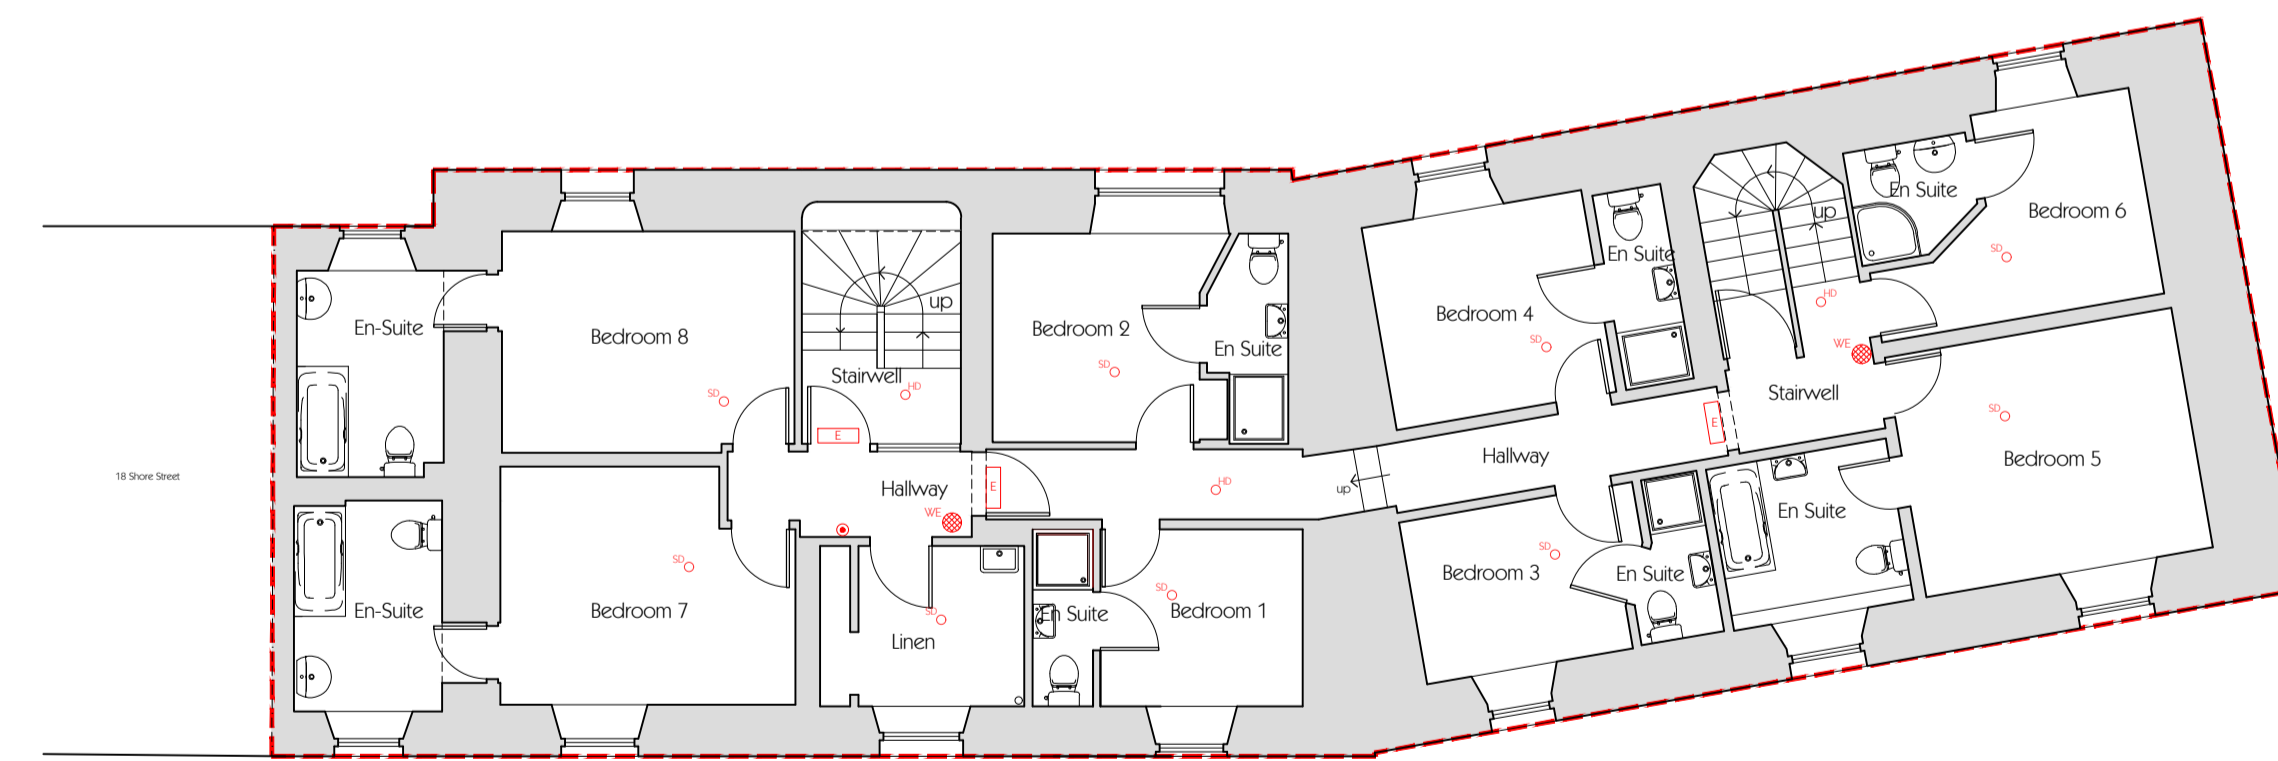 18 Shore Street
En-Suite
Bedroom 8
SD
up
Stairwell
HD
E
Bedroom 2
SD
En Suite
Hallway
WE
E
HD
En-Suite
Bedroom 7
SD
SD
Linen
En Suite
SD
Bedroom 1
up
Hallway
Bedroom 4
SD
En Suite
E
up
HD
WE
Stairwell
En Suite
Bedroom 6
SD
SD
Bedroom 5
En Suite
SD
Bedroom 3
En Suite